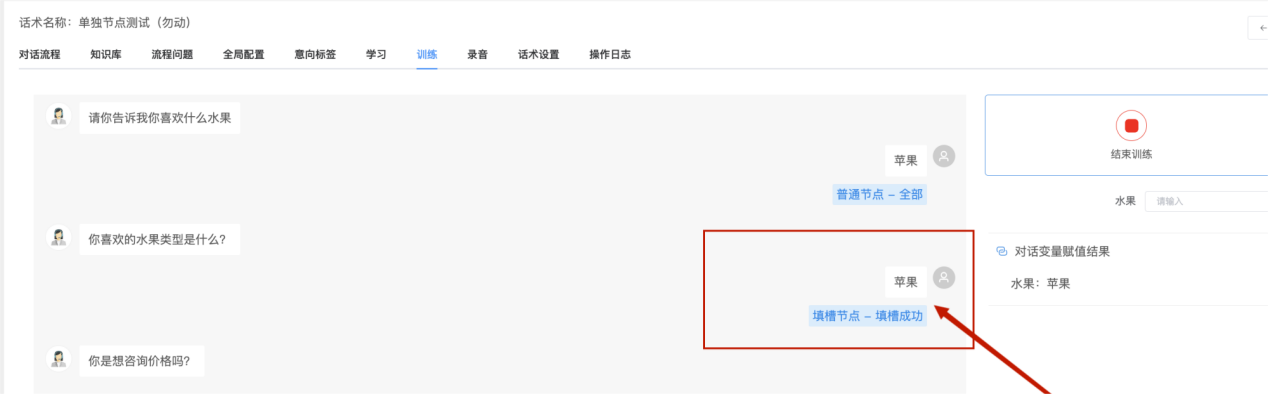 话术名称：单独节点测试（勿动）
←
对话流程 知识库 流程问题 全局配置 意向标签 学习 训练 录音 话术设置 操作日志
请你告诉我你喜欢什么水果
苹果
普通节点 – 全部
你喜欢的水果类型是什么?
苹果
填槽节点 – 填槽成功
你是想咨询价格吗?
结束训练
水果 请输入
对话变量赋值结果
水果：苹果